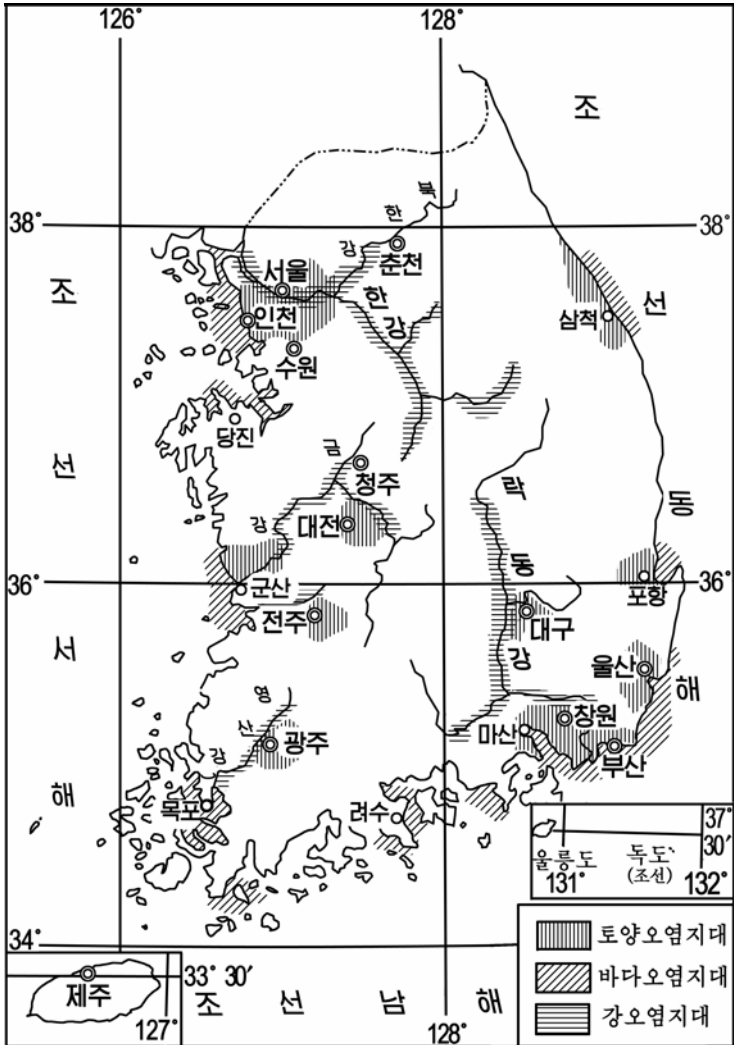 126°
128°
조
선
동
해
38°
38°
북
한
강
춘천
서울
한
강
인천
수원
삼척
조
선
서
해
당진
금
강
청주
대전
락
동
강
36°
36°
군산
전주
포항
대구
울산
영
산
강
광주
창원
마산
부산
목포
려수
37°
30′
울릉도
독도
(조선)
131°
132°
34°
33° 30′
제주
127°
조 선 남 해
128°
토양오염지대
바다오염지대
강오염지대